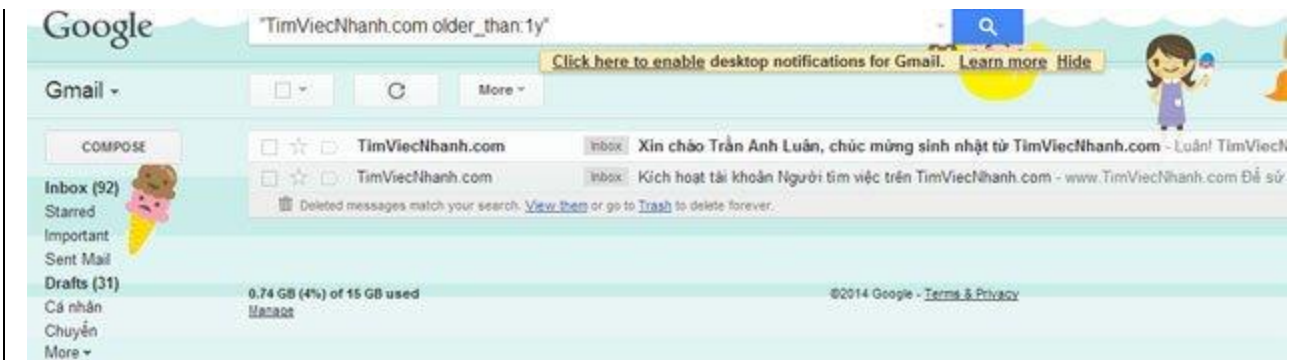 Google
"TimViecNhanh.com older_than:1y"
Click here to enable desktop notifications for Gmail. Learn more Hide
Gmail
More
COMPOSE
TimViecNhanh.com Inbox Xin chào Trần Anh Luân, chúc mừng sinh nhật từ TimViecNhanh.com - Luân! TimViecN
TimViecNhanh.com Inbox Kích hoạt tài khoản Người tìm việc trên TimViecNhanh.com - www.TimViecNhanh.com Để sử
Deleted messages match your search. View them or go to Trash to delete forever.
Inbox (92)
Starred
Important
Sent Mail
Drafts (31)
Cá nhân
Chuyển
More
0.74 GB (4%) of 15 GB used
Manage
©2014 Google - Terms & Privacy